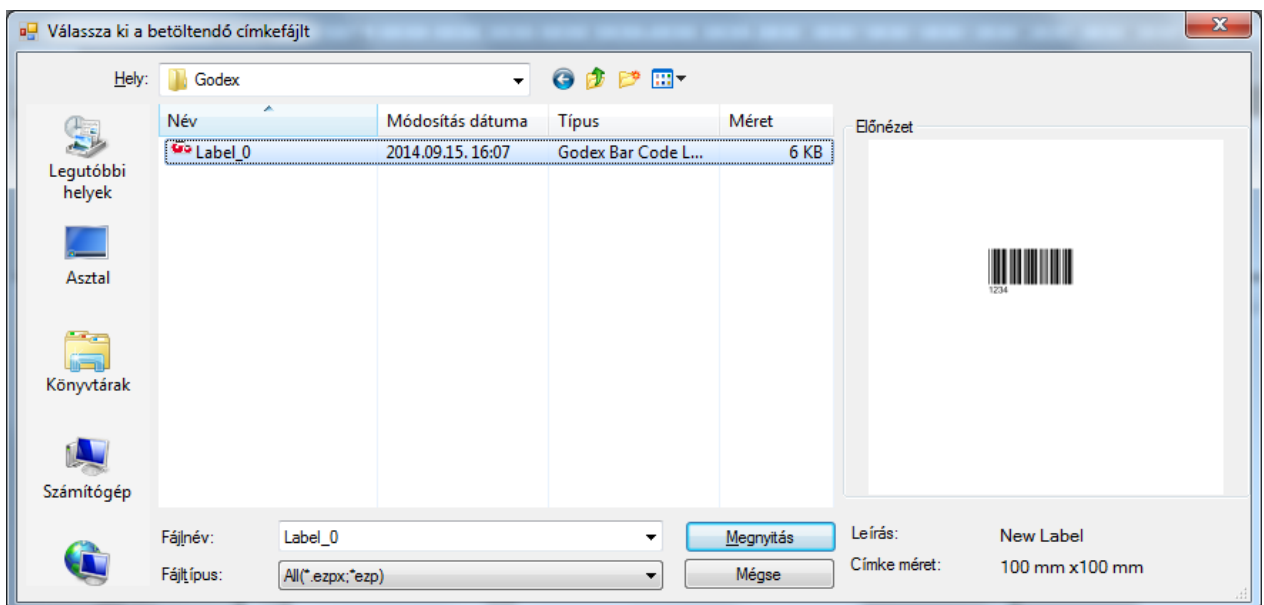 Válassza ki a betöltendő címkefájlt
Hely: Godex
Név Módosítás dátuma Típus Méret
Label_0 2014.09.15. 16:07 Godex Bar Code L... 6 KB
Legutóbbi
helyek
Asztal
Könyvtárak
Számítógép
Előnézet
1234
Fájlnév: Label_0 Megnyitás
Fájltípus: All(*.ezpx;*ezp) Mégse
Leírás: New Label
Címke méret: 100 mm x100 mm